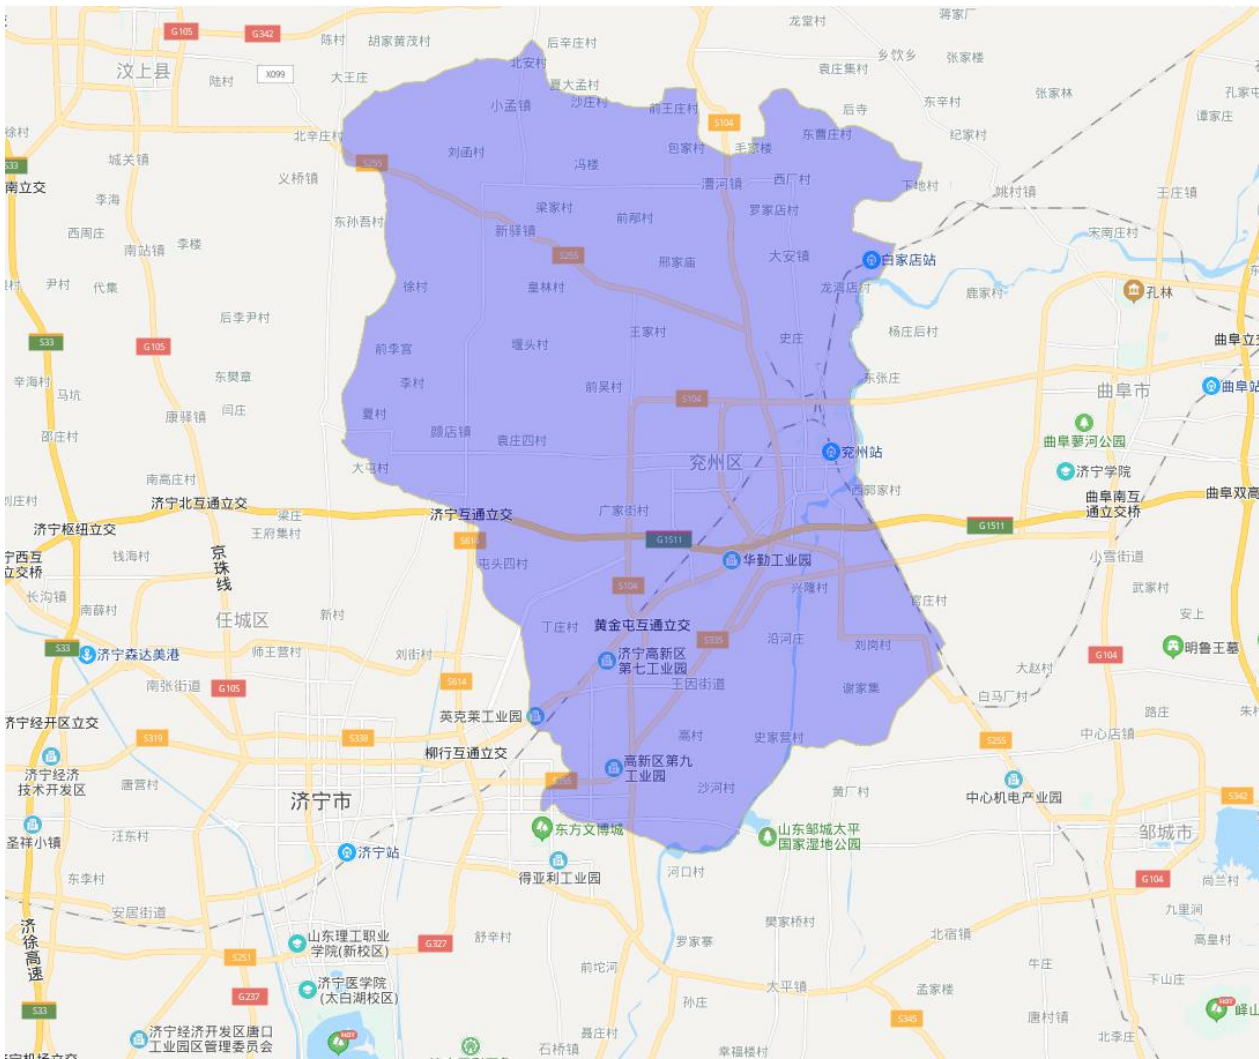 G105
G342
陈村
胡家黄茂村
后辛庄村
龙堂村
蒋家厂
汶上县
陆村
X099
大王庄
北安村
夏大孟村
袁庄集村
乡饮乡
张家楼
小孟镇
沙庄村
前王庄村
后寺
东辛村
张家林
谭家庄
徐村
北辛庄村
S104
东曹庄村
纪家村
S33
城关镇
S255
刘函村
冯楼
包家村
毛家楼
南立交
义桥镇
漕河镇
西厂村
下地村
姚村镇
王庄镇
李海
梁家村
前鄗村
罗家店村
西周庄
南站镇
李楼
东孙吾村
新驿镇
宋南庄村
S255
邢家庙
大安镇
白家店站
尹村
代集
徐村
皇林村
龙湾店村
鹿家村
孔林
后李尹村
王家村
史庄
杨庄后村
S33
G105
前李宫
堰头村
曲阜立交
辛海村
马坑
东樊章
李村
前吴村
东张庄
曲阜市
曲阜站
闫庄
康驿镇
夏村
S104
邵庄村
颜店镇
袁庄四村
曲阜蓼河公园
兖州区
兖州站
大屯村
济宁学院
南高庄村
西郭家村
曲阜南互
通立交桥
曲阜双高
刘庄村
济宁北互通立交
梁庄
济宁互通立交
广家街村
济宁枢纽立交
王府集村
G1511
G1511
宁西互
立交桥
钱海村
京珠线
S614
屯头四村
华勤工业园
小雪街道
长沟镇
南薛村
任城区
新村
S104
兴隆村
官庄村
武家村
安上
丁庄村
黄金屯互通立交
沿河庄
刘岗村
S33
济宁森达美港
师王营村
刘街村
济宁高新区
第七工业园
S335
G104
明鲁王墓
南张街道
G105
S614
王因街道
谢家集
大赵村
白马厂村
济宁经开区立交
英克莱工业园
路庄
朱村
S319
S338
柳行互通立交
高村
史家营村
S255
中心店镇
济宁经济
技术开发区
唐营村
高新区第九
工业园
沙河村
黄厂村
中心机电产业园
S342
济宁市
圣祥小镇
汪东村
东方文博城
山东邹城太平
国家湿地公园
邹城市
济宁站
得亚利工业园
河口村
东李村
G104
尚兰村
安居街道
九里涧
樊家桥村
济徐高速
山东理工职业
学院(新校区)
G327
舒辛村
罗家寨
北宿镇
高皇村
S251
前坨河
牛庄
济宁医学院
(太白湖校区)
G237
太平镇
孟家楼
下山庄
S33
孙庄
S345
唐村镇
峄山
济宁经济开发区唐口
工业园区管理委员会
聂庄村
北李庄
石桥镇
幸福楼村